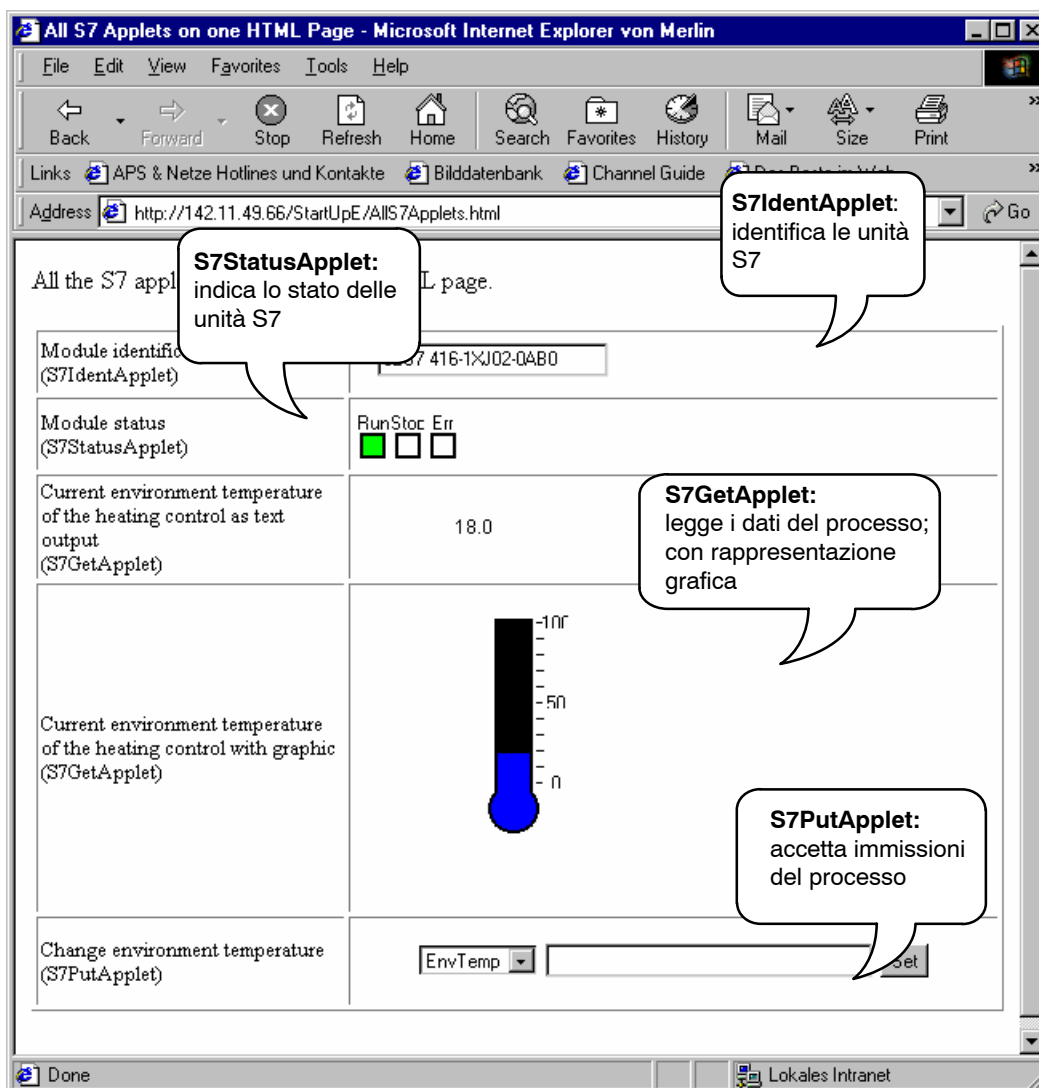 All S7 Applets on one HTML Page - Microsoft Internet Explorer von Merlin
File Edit View Favorites Tools Help
Back Forward Stop Refresh Home Search Favorites History Mail Size Print
Links APS & Netze Hotlines und Kontakte Bilddatenbank Channel Guide
Address http://142.11.49.66/StartUpE/AllS7Applets.html Go
S7IdentApplet:
identifica le unità
S7
S7StatusApplet:
indica lo stato delle
unità S7
All the S7 page.
Module
(S7IdentApplet)
416-1XJ02-0AB0
Module status
(S7StatusApplet)
Run Stop Err
Current environment temperature
of the heating control as text
output
(S7GetApplet)
18.0
S7GetApplet:
legge i dati del processo;
con rappresentazione
grafica
100
50
0
Current environment temperature
of the heating control with graphic
(S7GetApplet)
S7PutApplet:
accetta immissioni
del processo
Change environment temperature
(S7PutApplet)
EnvTemp Set
Done Lokales Intranet